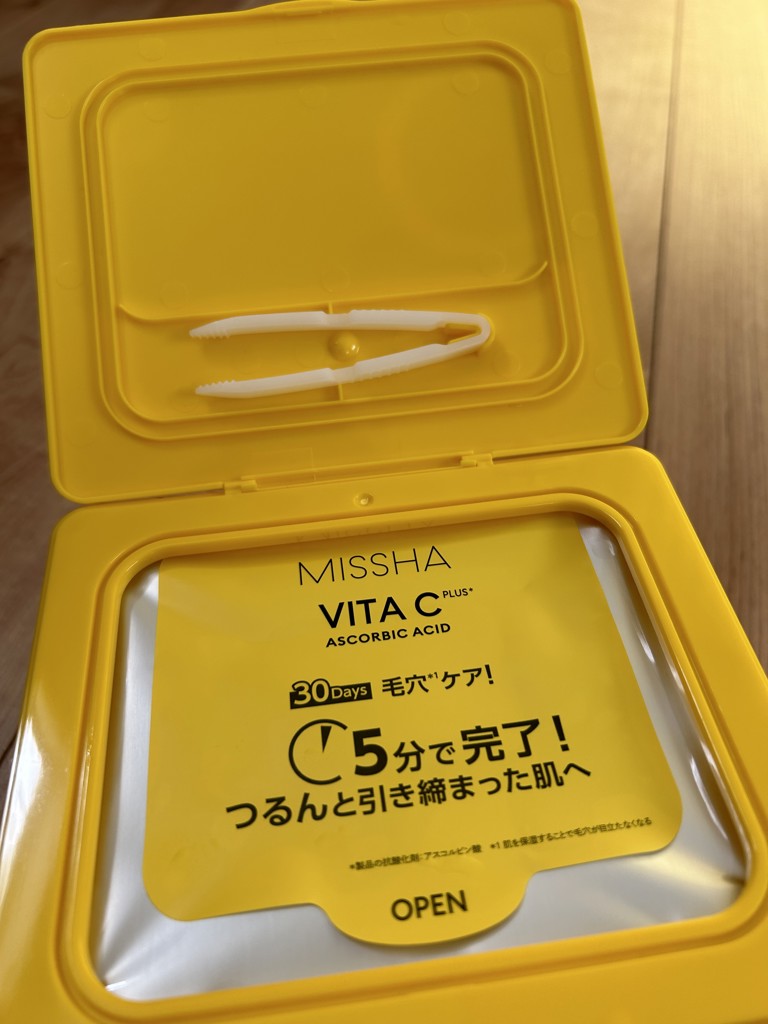 MISSHA
VITA C PLUS*
ASCORBIC ACID
30Days 毛穴*1ケア!
5分で完了!
つるんと引き締まった肌へ
*製品の抗酸化剤:アスコルビン酸 *1 肌を保湿することで毛穴が目立たなくなる
OPEN